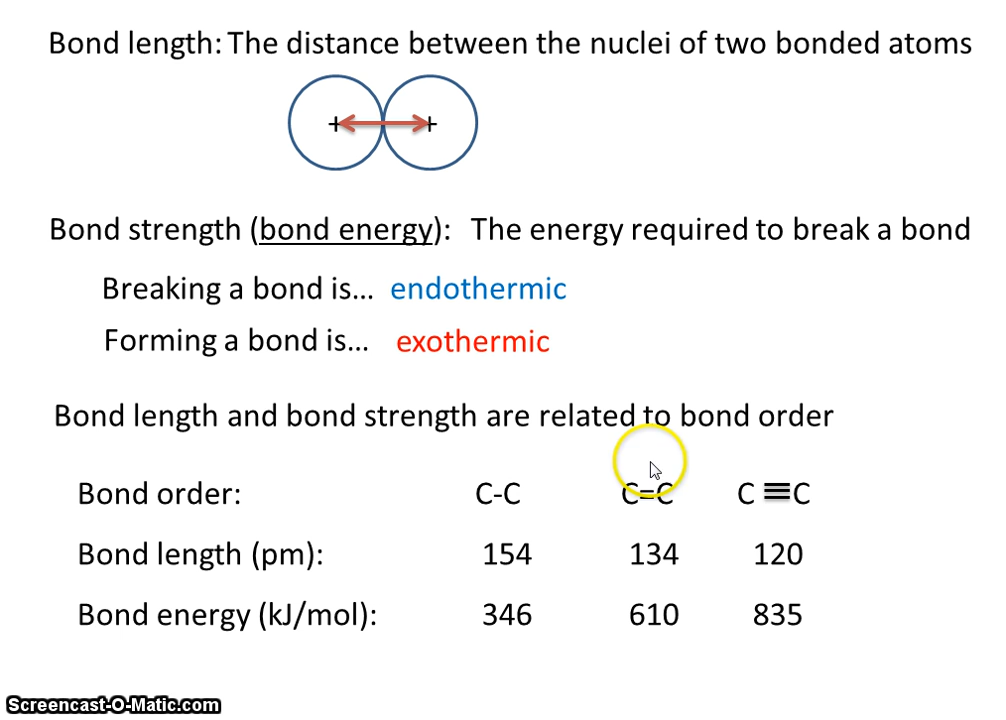 Bond length: The distance between the nuclei of two bonded atoms
+ +
Bond strength (bond energy): The energy required to break a bond
Breaking a bond is... endothermic
Forming a bond is... exothermic
Bond length and bond strength are related to bond order
Bond order: C-C C=C C≡C
Bond length (pm): 154 134 120
Bond energy (kJ/mol): 346 610 835
Screencast-O-Matic.com